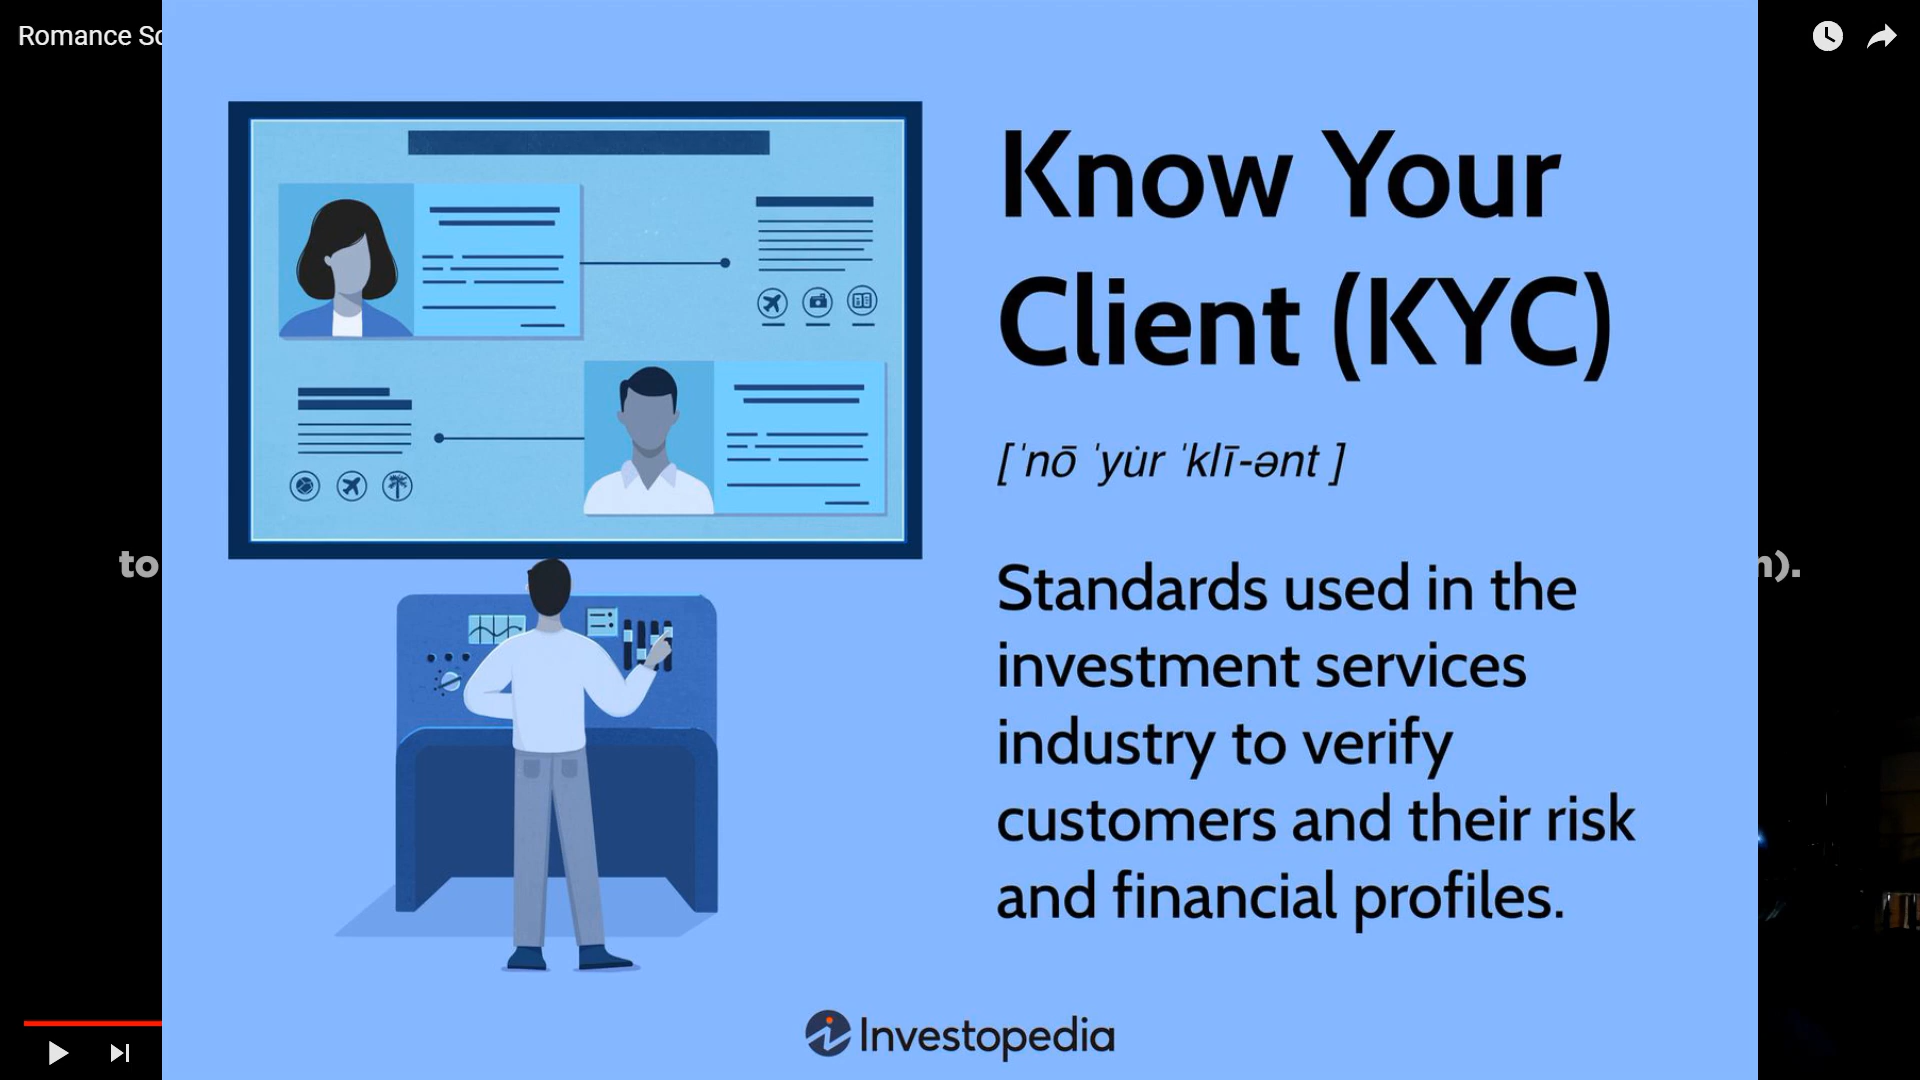 Romance Sc
Know Your
Client (KYC)
[ ˈnō ˈyu̇r ˈklī-ənt ]
to
n).
Standards used in the
investment services
industry to verify
customers and their risk
and financial profiles.
Investopedia